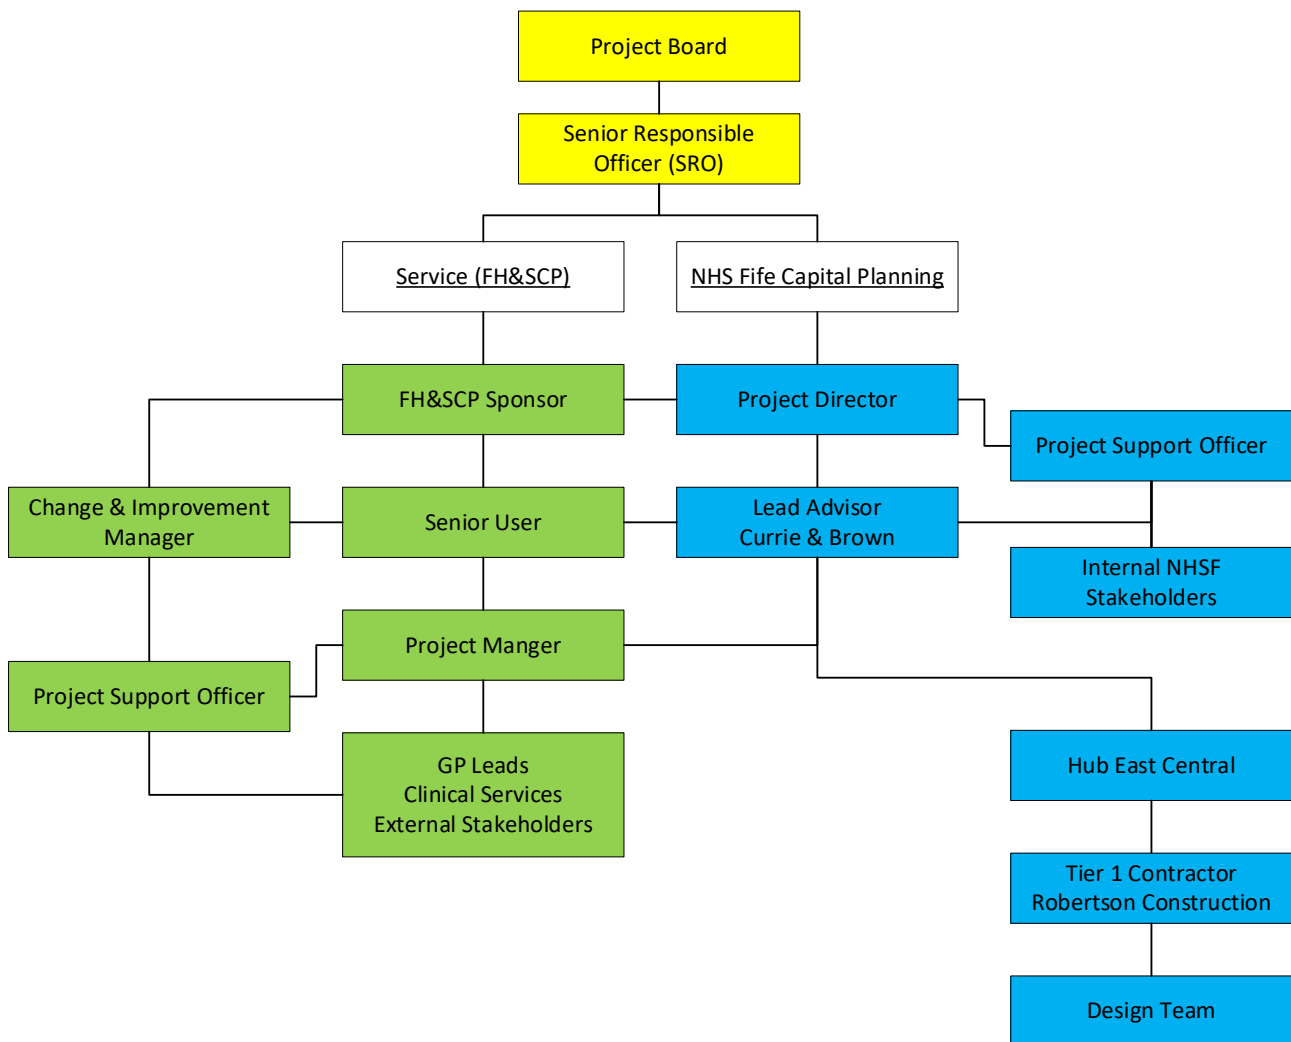 Project Board
Senior Responsible
Officer (SRO)
Service (FH&SCP)
NHS Fife Capital Planning
FH&SCP Sponsor
Project Director
Project Support Officer
Change & Improvement
Manager
Senior User
Lead Advisor
Currie & Brown
Internal NHSF
Stakeholders
Project Manger
Project Support Officer
GP Leads
Clinical Services
External Stakeholders
Hub East Central
Tier 1 Contractor
Robertson Construction
Design Team